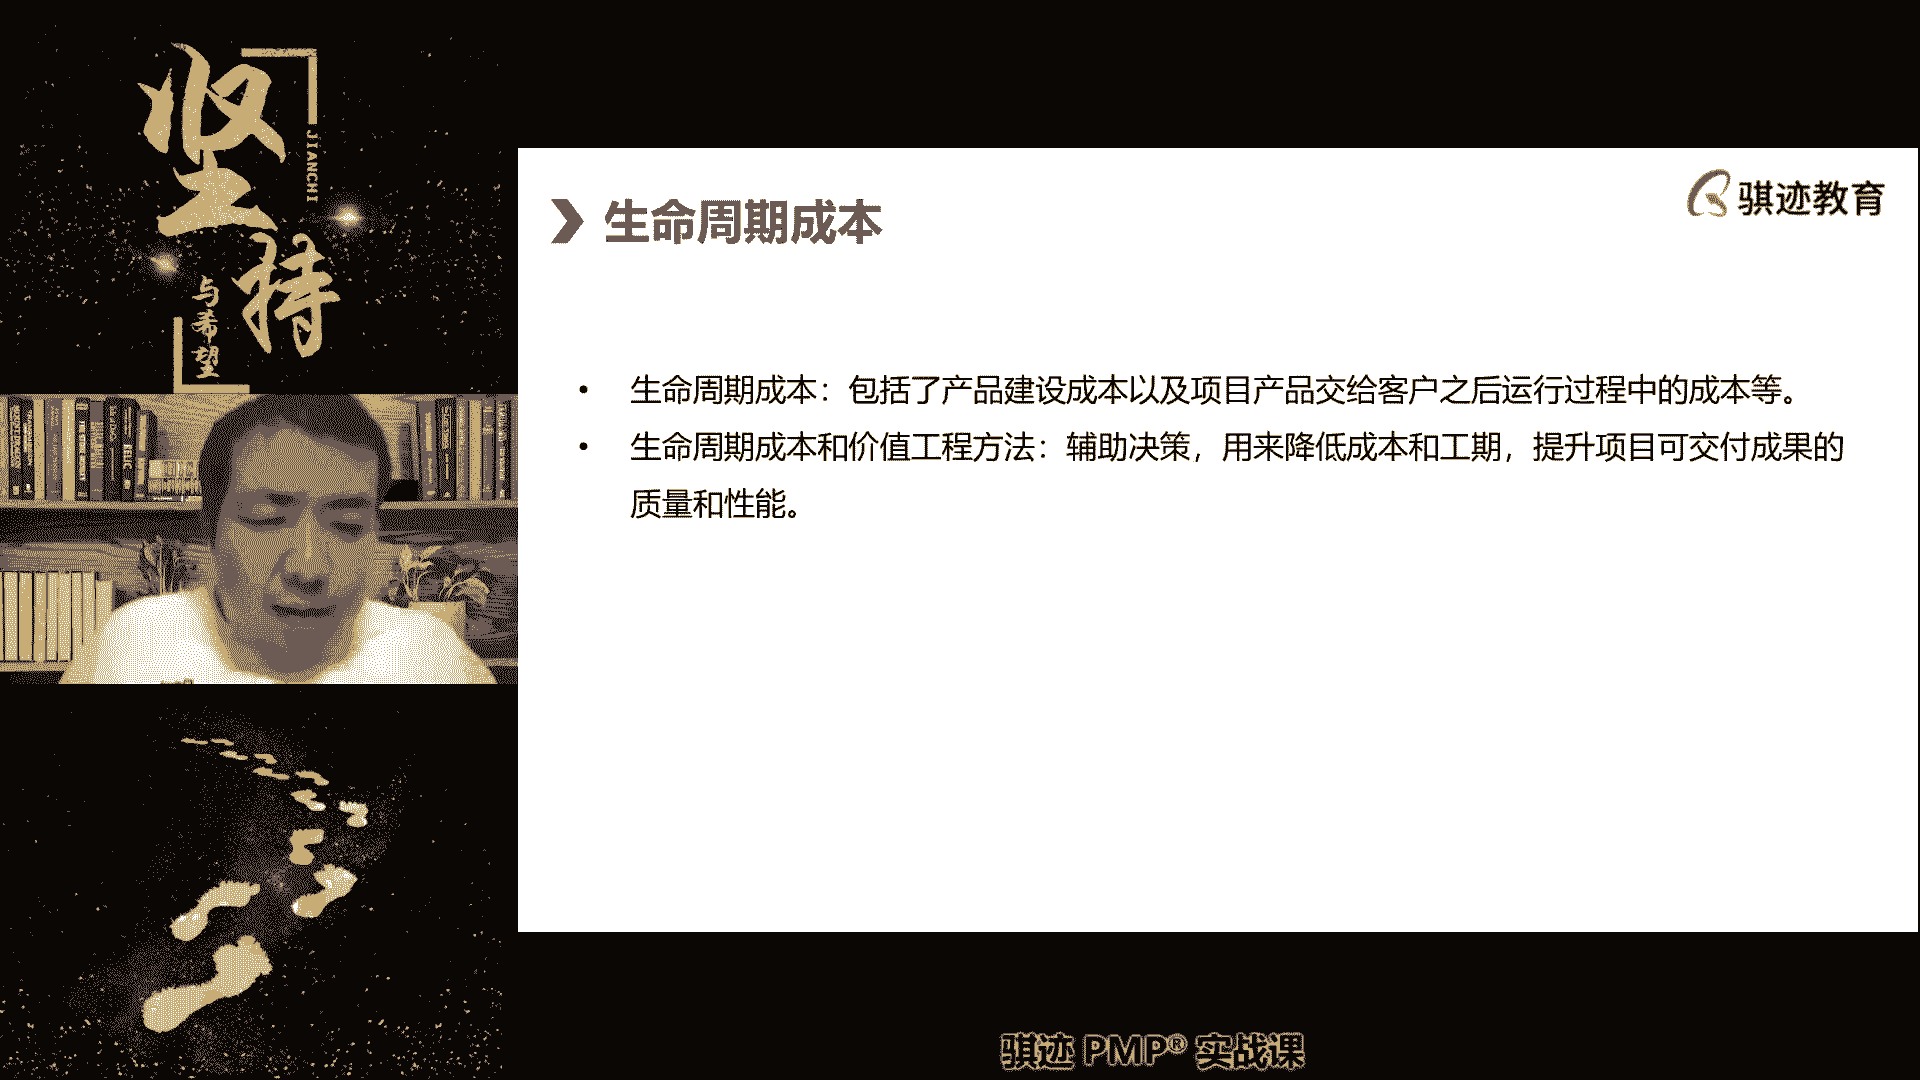 坚持
JIANCHI
与希望
骐迹教育
生命周期成本
• 生命周期成本：包括了产品建设成本以及项目产品交给客户之后运行过程中的成本等。
• 生命周期成本和价值工程方法：辅助决策，用来降低成本和工期，提升项目可交付成果的
质量和性能。
骐迹 PMP® 实战课